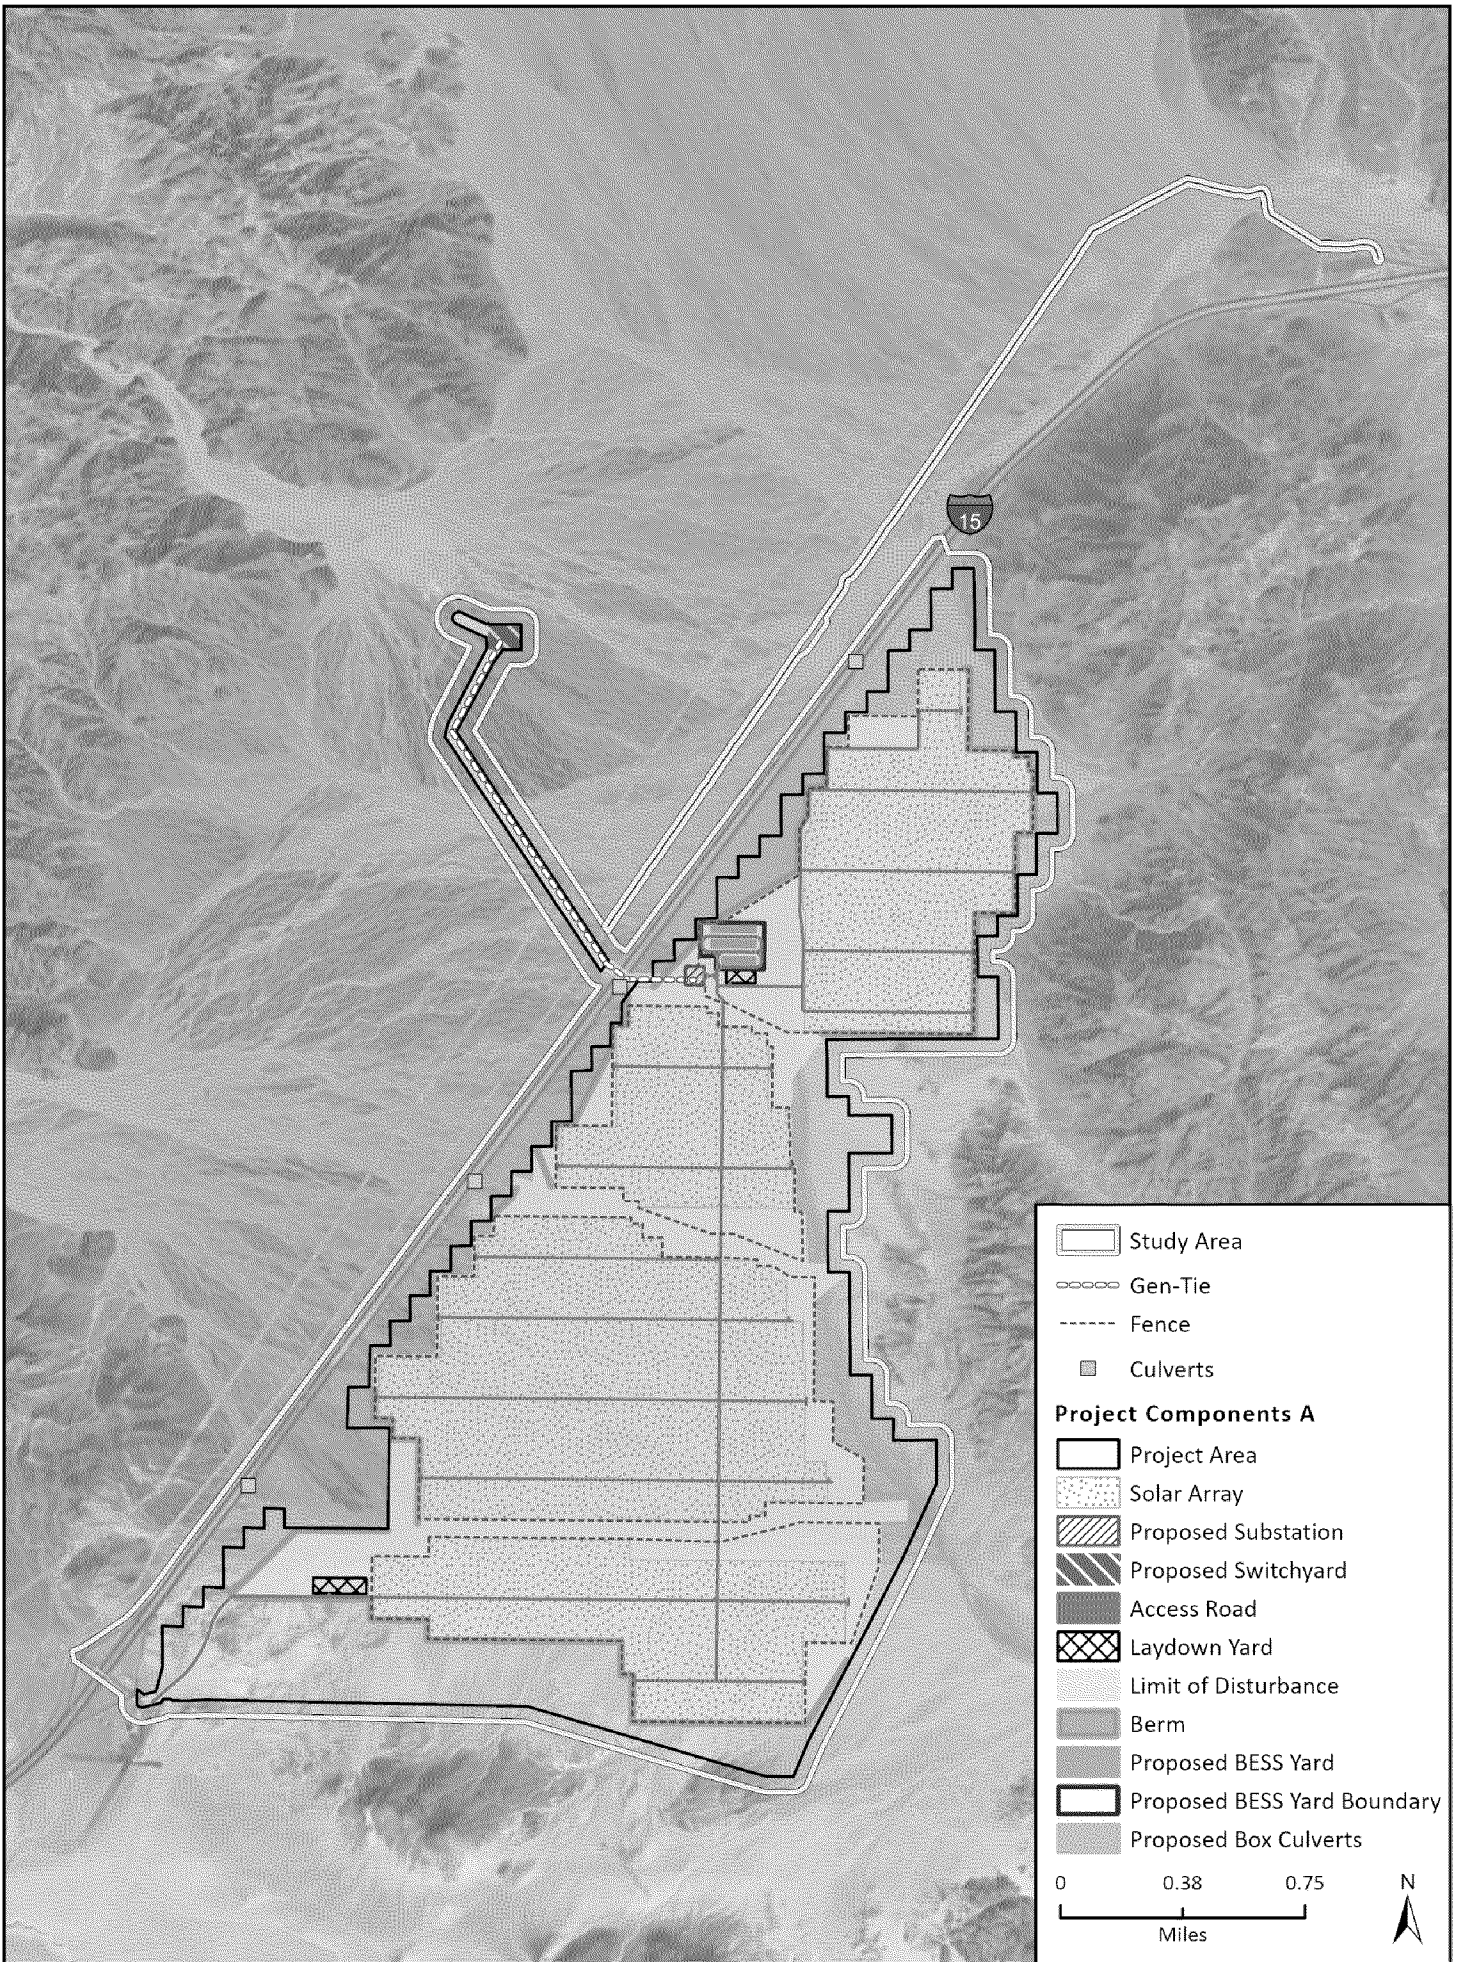 15
Study Area
Gen-Tie
Fence
Culverts
Project Components A
Project Area
Solar Array
Proposed Substation
Proposed Switchyard
Access Road
Laydown Yard
Limit of Disturbance
Berm
Proposed BESS Yard
Proposed BESS Yard Boundary
Proposed Box Culverts
0 0.38 0.75 N
Miles